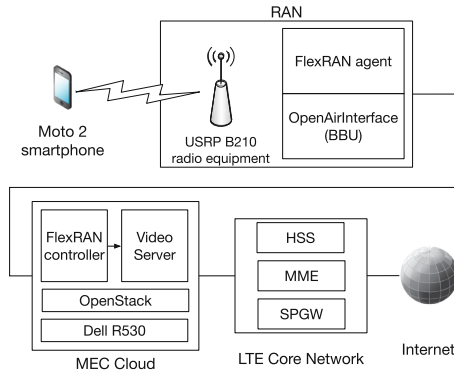 RAN
FlexRAN agent
OpenAirInterface
(BBU)
Moto 2
smartphone
USRP B210
radio equipment
FlexRAN
controller
Video
Server
OpenStack
Dell R530
MEC Cloud
HSS
MME
SPGW
LTE Core Network
Internet